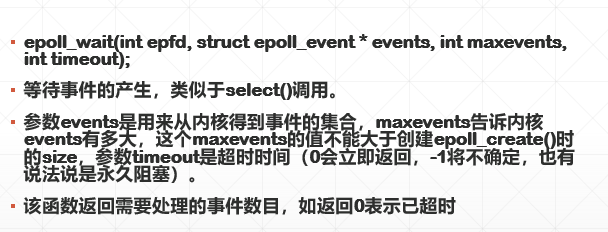 epoll_wait(int epfd, struct epoll_event * events, int maxevents,
int timeout);
等待事件的产生，类似于select()调用。
参数events是用来从内核得到事件的集合，maxevents告诉内核
events有多大，这个maxevents的值不能大于创建epoll_create()时
的size，参数timeout是超时时间（0会立即返回，-1将不确定，也有
说法说是永久阻塞）。
该函数返回需要处理的事件数目，如返回0表示已超时